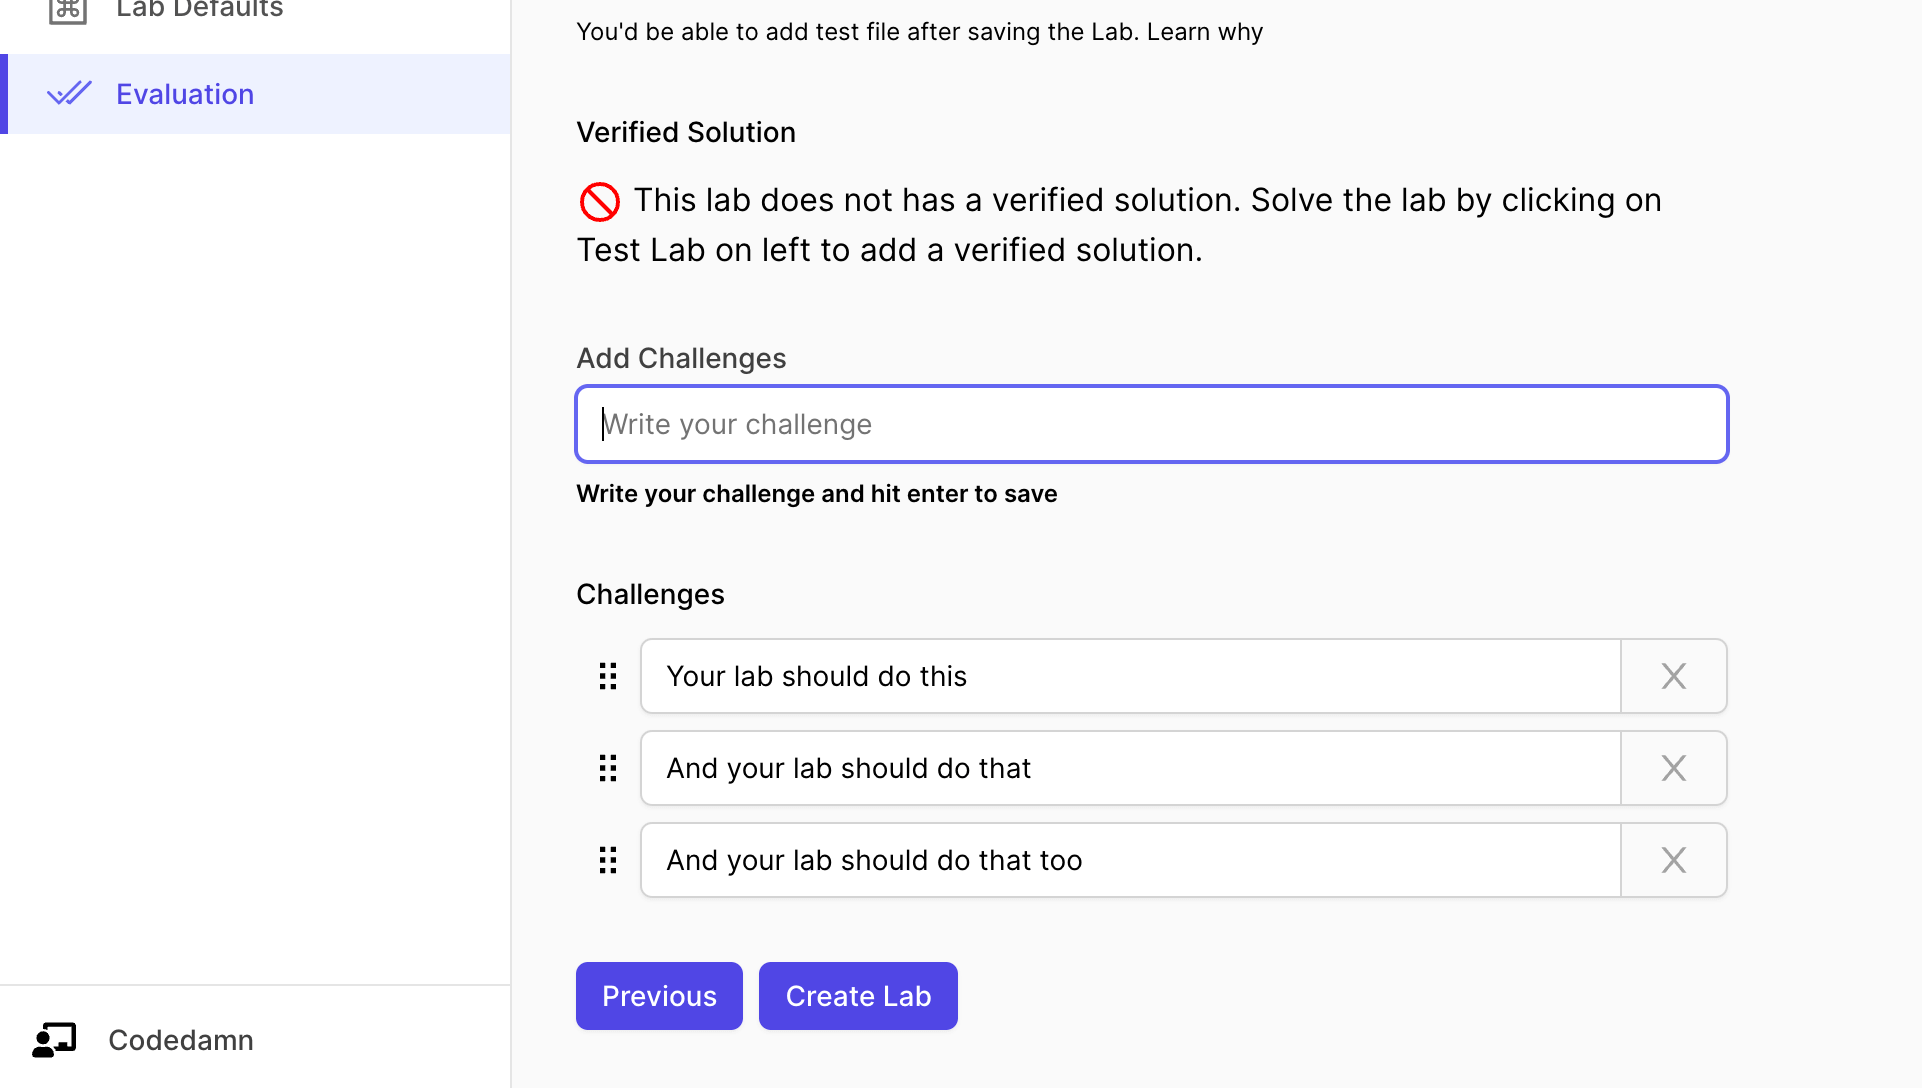 Lab Defaults
Evaluation
You'd be able to add test file after saving the Lab. Learn why
Verified Solution
This lab does not has a verified solution. Solve the lab by clicking on
Test Lab on left to add a verified solution.
Add Challenges
Write your challenge
Write your challenge and hit enter to save
Challenges
Your lab should do this
And your lab should do that
And your lab should do that too
Previous
Create Lab
Codedamn